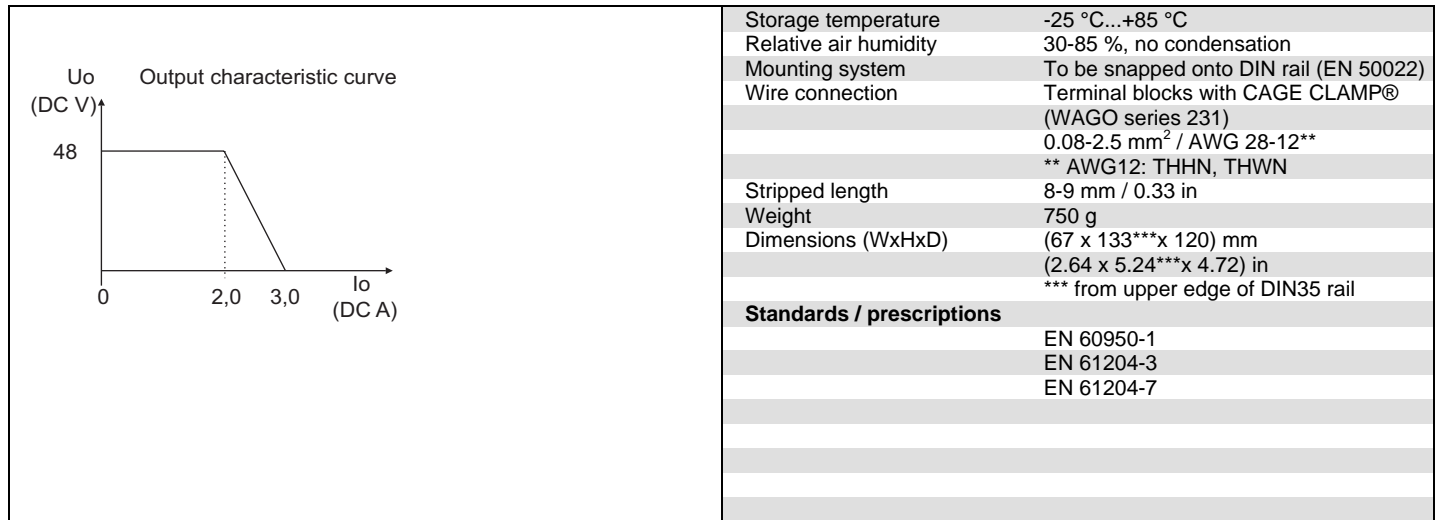 Uo Output characteristic curve
(DC V)
48
0
2,0 3,0
Io
(DC A)
Storage temperature -25 °C...+85 °C
Relative air humidity 30-85 %, no condensation
Mounting system To be snapped onto DIN rail (EN 50022)
Wire connection Terminal blocks with CAGE CLAMP®
(WAGO series 231)
0.08-2.5 mm² / AWG 28-12**
** AWG12: THHN, THWN
Stripped length 8-9 mm / 0.33 in
Weight 750 g
Dimensions (WxHxD) (67 x 133***x 120) mm
(2.64 x 5.24***x 4.72) in
*** from upper edge of DIN35 rail
Standards / prescriptions
EN 60950-1
EN 61204-3
EN 61204-7